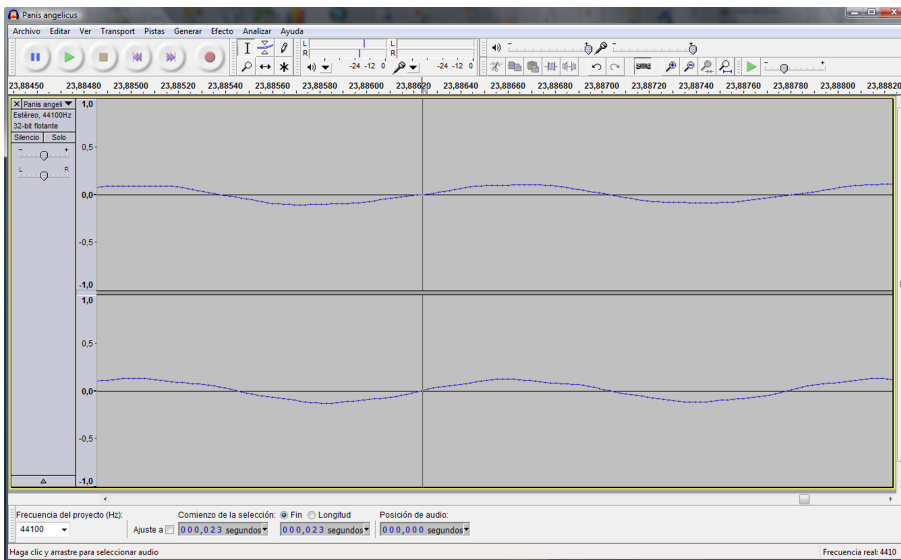 Panis angelicus
Archivo Editar Ver Transport Pistas Generar Efecto Analizar Ayuda
L L
R R
-24 -12 0 -24 -12 0
23,88450 23,88480 23,88500 23,88520 23,88540 23,88560 23,88580 23,88600 23,88620 23,88640 23,88660 23,88680 23,88700 23,88720 23,88740 23,88760 23,88780 23,88800 23,88820
Panis angeli
Estéreo, 44100Hz
32-bit flotante
Silencio Solo
- +
L R
1,0
0,5
0,0
-0,5
-1,0
1,0
0,5
0,0
-0,5
-1,0
Frecuencia del proyecto (Hz): Comienzo de la selección: Fin Longitud Posición de audio:
44100 Ajuste a 000,023 segundos 000,023 segundos 000,000 segundos
Haga clic y arrastre para seleccionar audio Frecuencia real: 4410